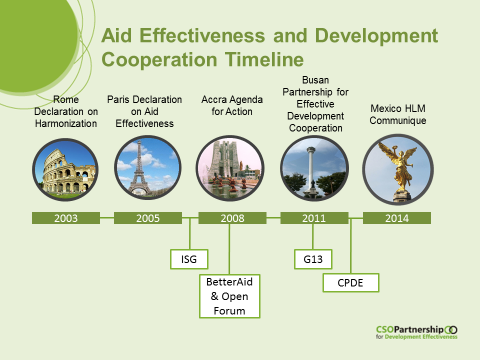 Aid Effectiveness and Development
Cooperation Timeline
Rome
Declaration on
Harmonization
Paris Declaration
on Aid
Effectiveness
Accra Agenda
for Action
Busan
Partnership for
Effective
Development
Cooperation
Mexico HLM
Communique
2003
2005
2008
2011
2014
ISG
BetterAid
& Open
Forum
G13
CPDE
CSOPartnership
for Development Effectiveness